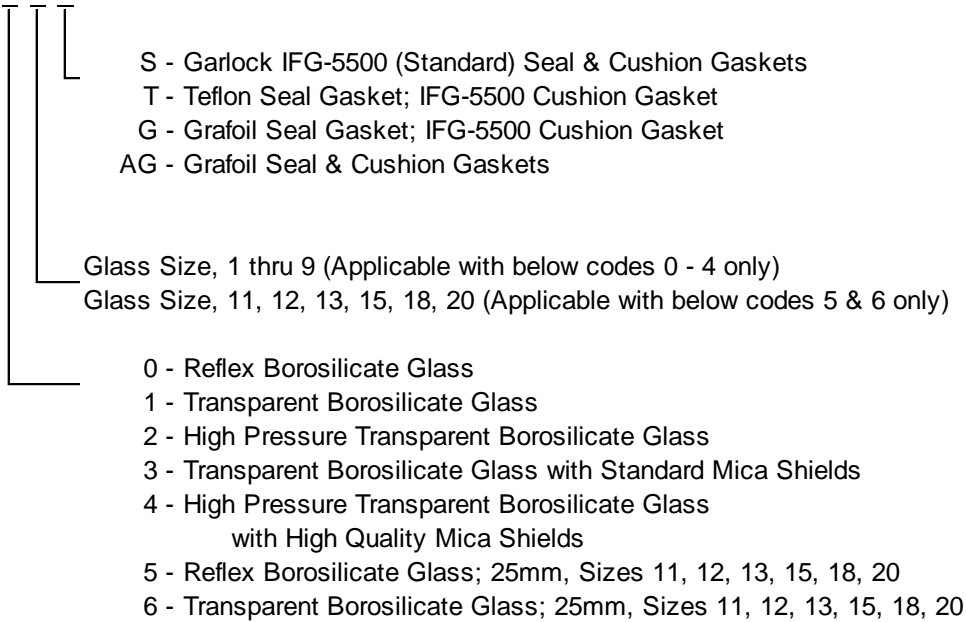 S - Garlock IFG-5500 (Standard) Seal & Cushion Gaskets
T - Teflon Seal Gasket; IFG-5500 Cushion Gasket
G - Grafoil Seal Gasket; IFG-5500 Cushion Gasket
AG - Grafoil Seal & Cushion Gaskets
Glass Size, 1 thru 9 (Applicable with below codes 0 - 4 only)
Glass Size, 11, 12, 13, 15, 18, 20 (Applicable with below codes 5 & 6 only)
0 - Reflex Borosilicate Glass
1 - Transparent Borosilicate Glass
2 - High Pressure Transparent Borosilicate Glass
3 - Transparent Borosilicate Glass with Standard Mica Shields
4 - High Pressure Transparent Borosilicate Glass
with High Quality Mica Shields
5 - Reflex Borosilicate Glass; 25mm, Sizes 11, 12, 13, 15, 18, 20
6 - Transparent Borosilicate Glass; 25mm, Sizes 11, 12, 13, 15, 18, 20